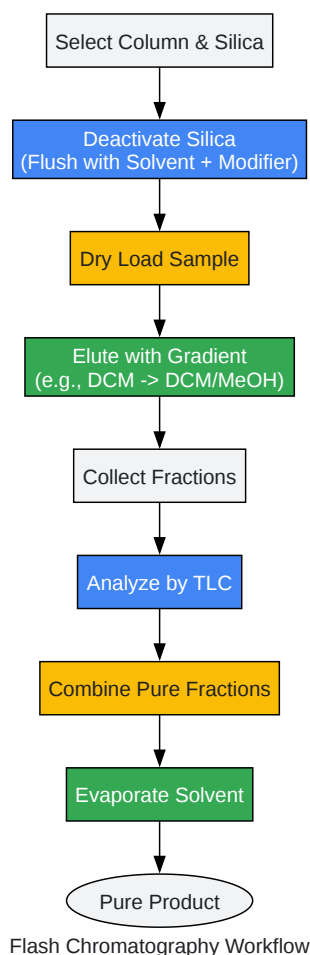 Select Column & Silica
Deactivate Silica
(Flush with Solvent + Modifier)
Dry Load Sample
Elute with Gradient
(e.g., DCM -> DCM/MeOH)
Collect Fractions
Analyze by TLC
Combine Pure Fractions
Evaporate Solvent
Pure Product
Flash Chromatography Workflow